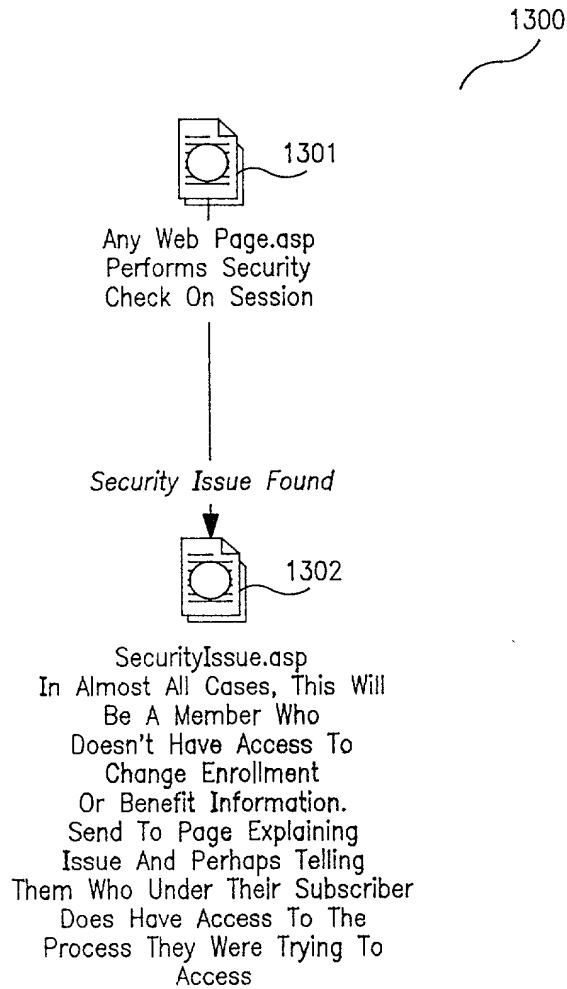 1300
1301
Any Web Page.asp
Performs Security
Check On Session
Security Issue Found
1302
SecurityIssue.asp
In Almost All Cases, This Will
Be A Member Who
Doesn't Have Access To
Change Enrollment
Or Benefit Information.
Send To Page Explaining
Issue And Perhaps Telling
Them Who Under Their Subscriber
Does Have Access To The
Process They Were Trying To
Access